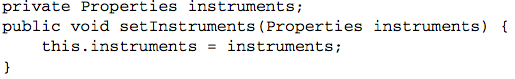 private Properties instruments;
public void setInstruments(Properties instruments) {
    this.instruments = instruments;
}